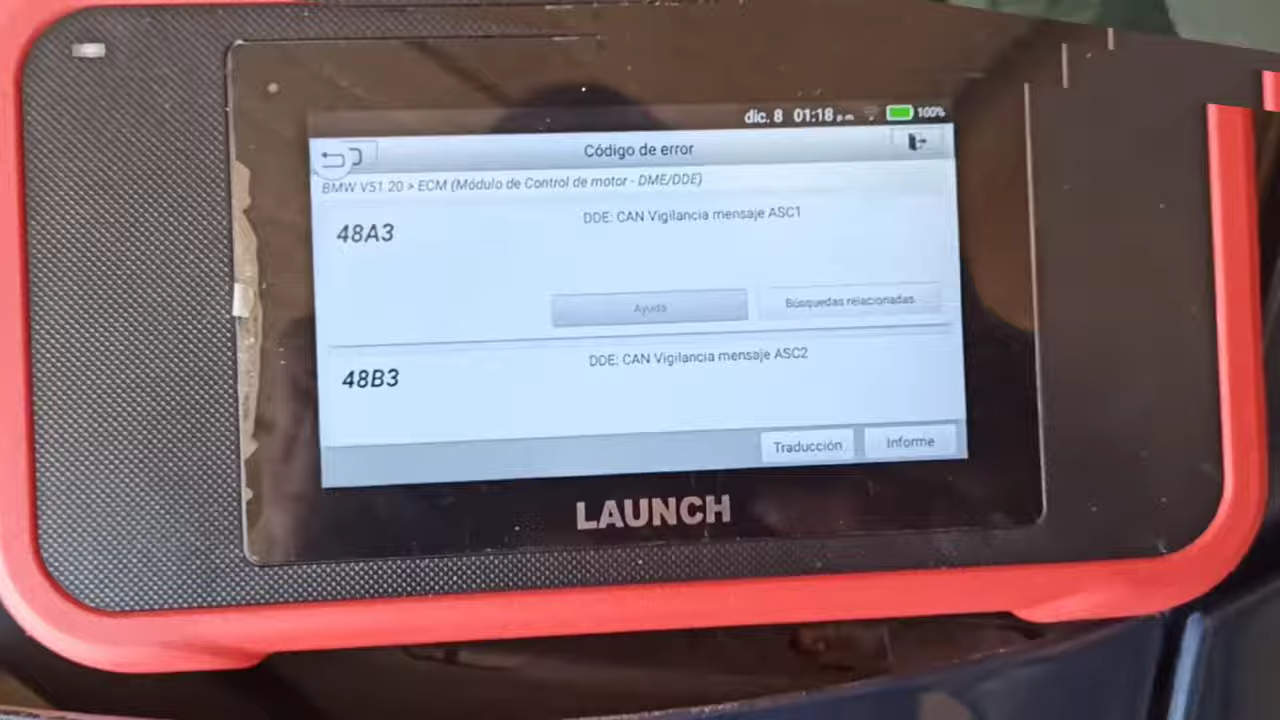 dic. 8 01:18 p. m. 100%
Código de error
BMW V51.20 > ECM (Módulo de Control de motor - DME/DDE)
48A3
DDE: CAN Vigilancia mensaje ASC1
Ayuda
Búsquedas relacionadas
48B3
DDE: CAN Vigilancia mensaje ASC2
Traducción
Informe
LAUNCH